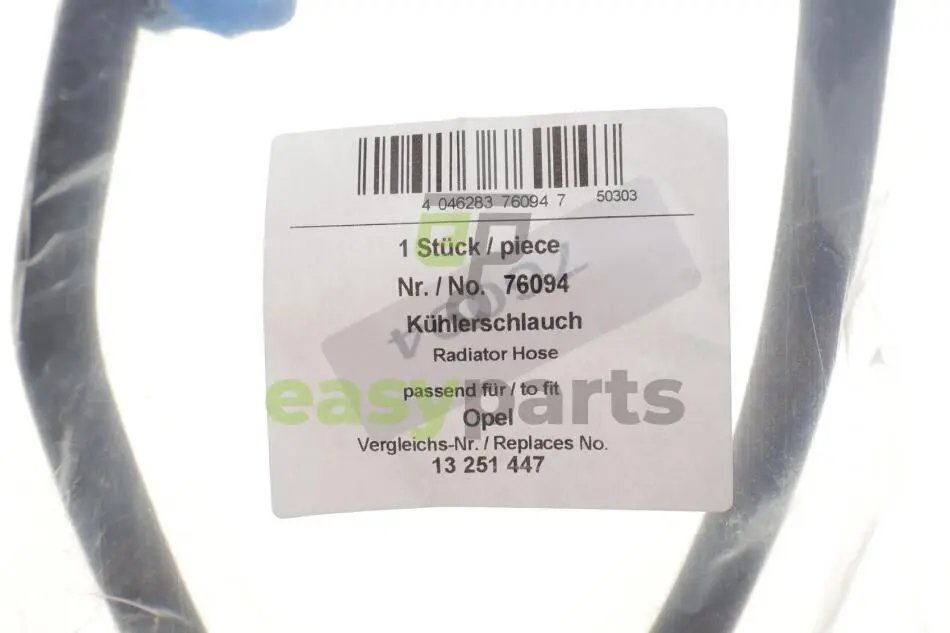 4 046283 760947 50303
1 Stück / piece
Nr. / No. 76094
Kühlerschlauch
Radiator Hose
passend für / to fit
easyparts
Opel
Vergleichs-Nr. / Replaces No.
13 251 447
76094